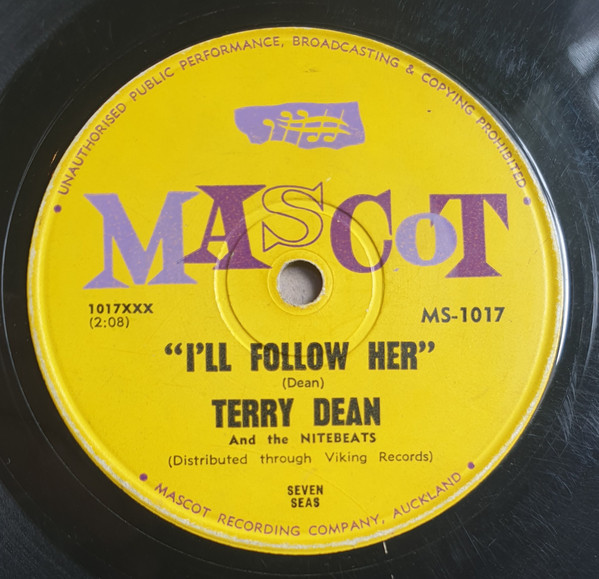 UNAUTHORISED PUBLIC PERFORMANCE, BROADCASTING & COPYING PROHIBITED
MASCOT
1017XXX
(2:08)
MS-1017
"I'LL FOLLOW HER"
(Dean)
TERRY DEAN
And the NITEBEATS
(Distributed through Viking Records)
SEVEN
SEAS
MASCOT RECORDING COMPANY, AUCKLAND